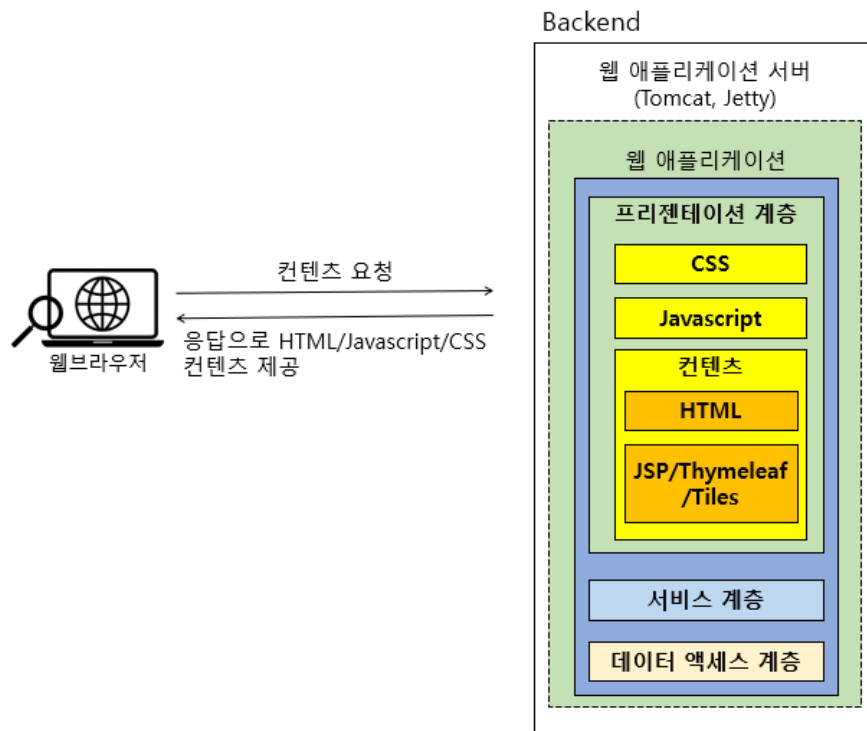 Backend
웹 애플리케이션 서버
(Tomcat, Jetty)
웹 애플리케이션
프리젠테이션 계층
CSS
Javascript
컨텐츠
HTML
JSP/Thymeleaf
/Tiles
서비스 계층
데이터 액세스 계층
컨텐츠 요청
응답으로 HTML/Javascript/CSS
컨텐츠 제공
웹브라우저